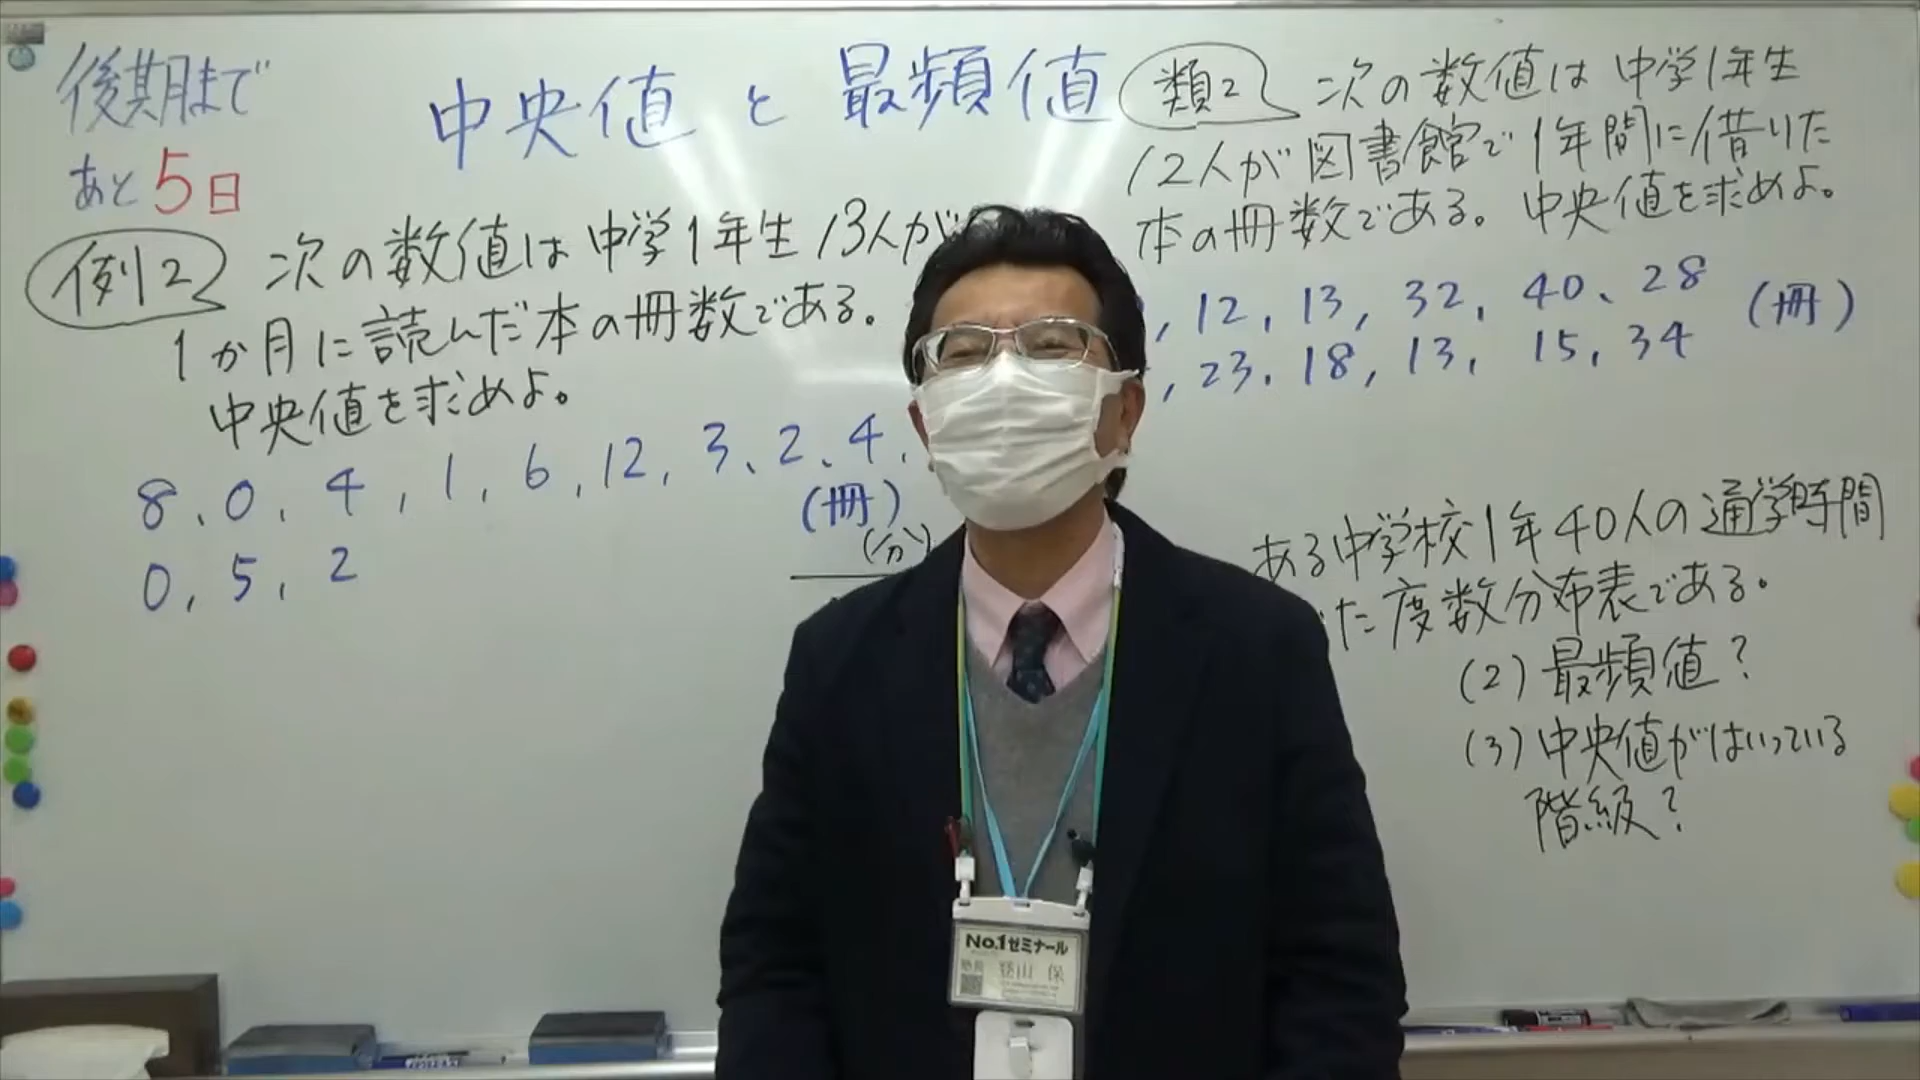 後期まで
あと5日
中央値と最頻値
例2 次の数値は中学1年生13人が
1か月に読んだ本の冊数である。
中央値を求めよ。
8、0、4、1、6、12、3、2、4、
(冊)
0、5、2
(分)
類2 次の数値は中学1年生
12人が図書館で1年間に借りた
本の冊数である。中央値を求めよ。
, 12, 13, 32, 40、28 (冊)
, 23. 18, 13, 15, 34
ある中学校1年40人の通学時間
た度数分布表である。
(2) 最頻値?
(3) 中央値がはいっている
階級?
No.1ゼミナール